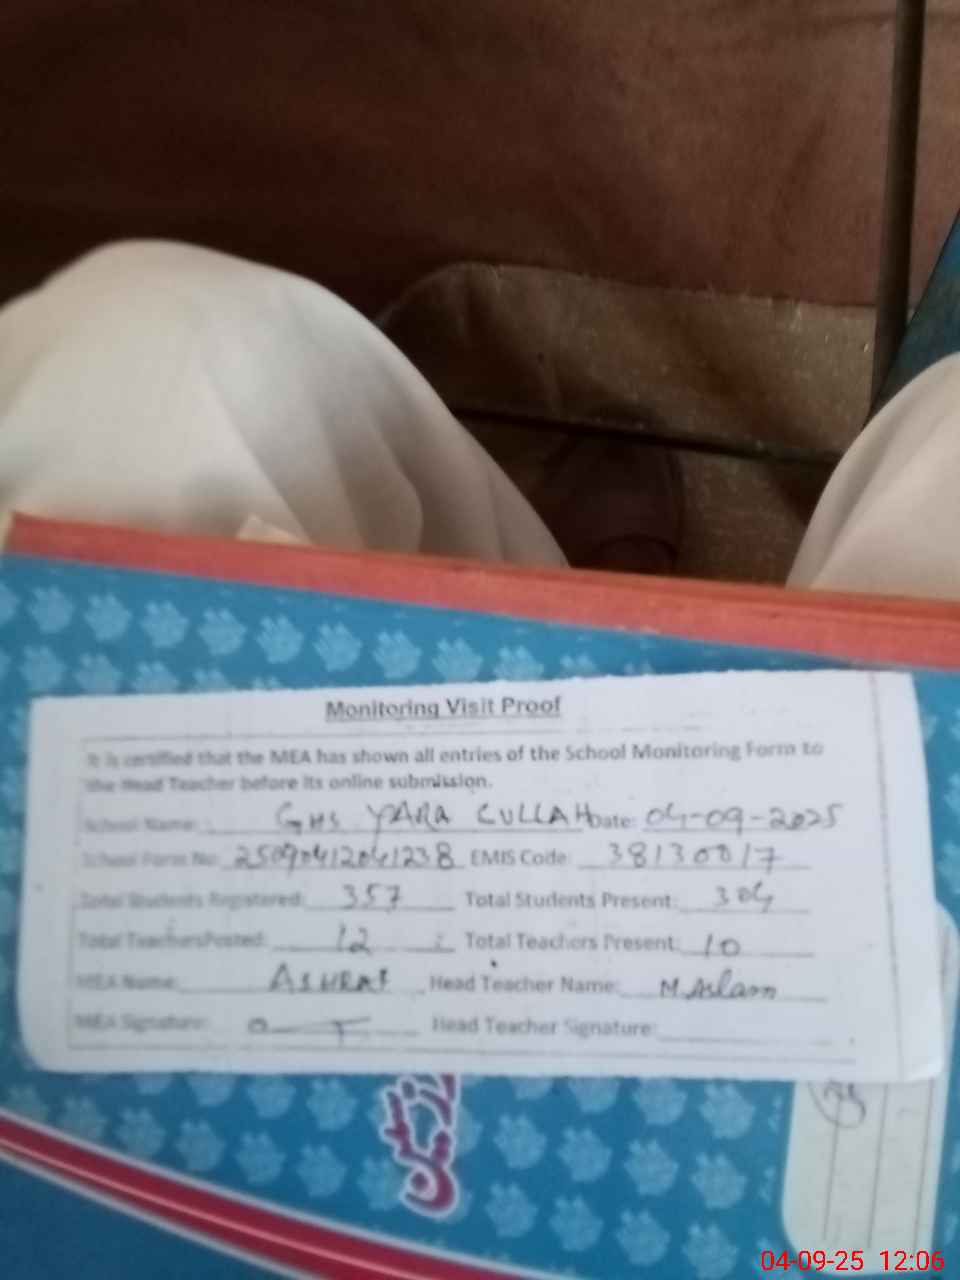 Monitoring Visit Proof
It is certified that the MEA has shown all entries of the School Monitoring Form to
the Head Teacher before its online submission.
School Name: GHS YARA CULLAH Date: 04-09-2025
School Form No: 25090412041238 EMIS Code: 38130017
Total Students Registered: 357 Total Students Present: 304
Total Teachers Posted: 12 Total Teachers Present: 10
MEA Name: ASHRAF Head Teacher Name: M. Aslam
MEA Signature: Head Teacher Signature:
04-09-25 12:06